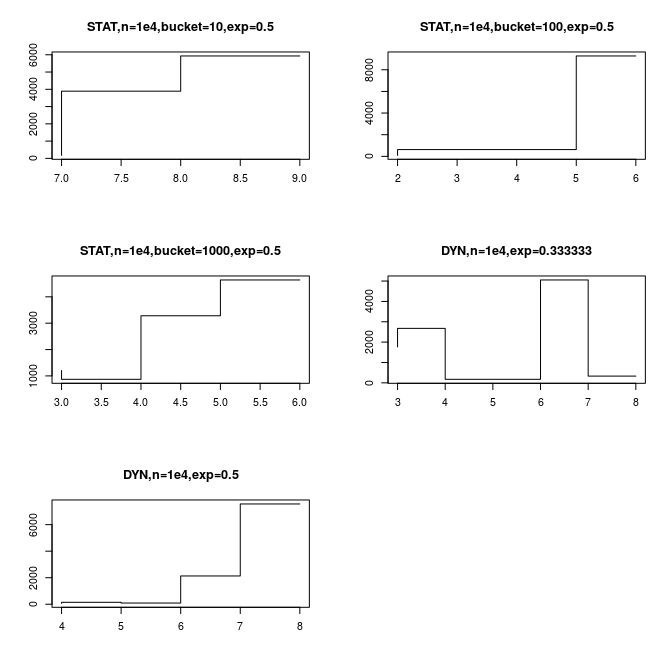 STAT,n=1e4,bucket=10,exp=0.5
6000
4000
2000
0
7.0 7.5 8.0 8.5 9.0
STAT,n=1e4,bucket=100,exp=0.5
8000
4000
0
2 3 4 5 6
STAT,n=1e4,bucket=1000,exp=0.5
3000
1000
3.0 3.5 4.0 4.5 5.0 5.5 6.0
DYN,n=1e4,exp=0.333333
4000
2000
0
3 4 5 6 7 8
DYN,n=1e4,exp=0.5
6000
2000
0
4 5 6 7 8